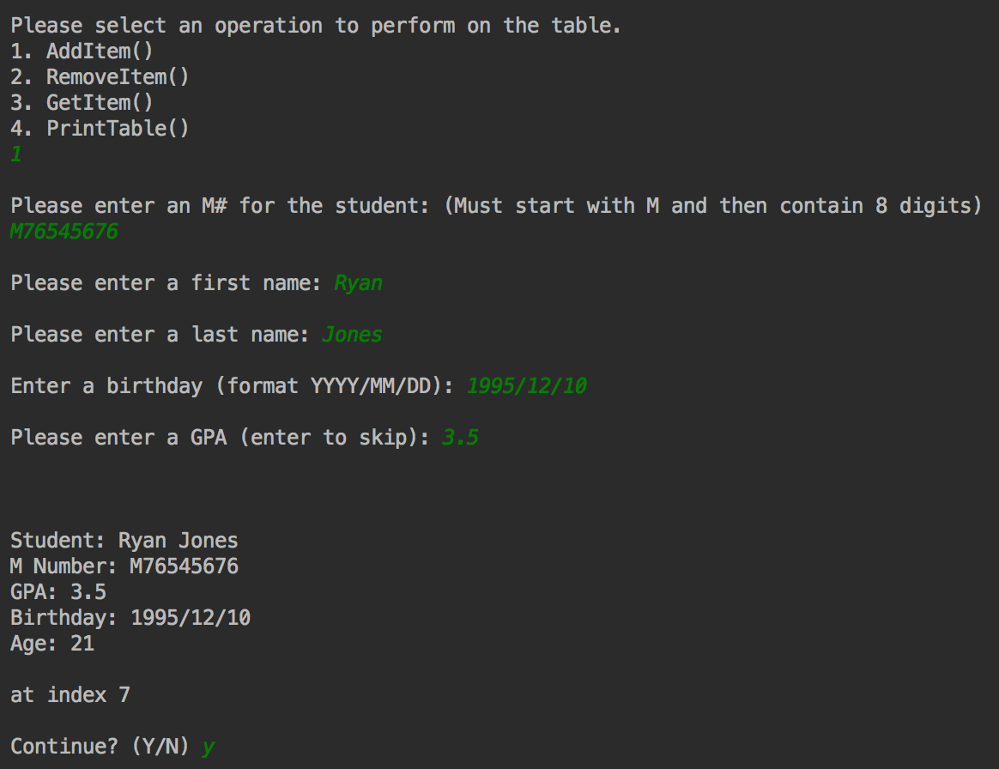 Please select an operation to perform on the table.
1. AddItem()
2. RemoveItem()
3. GetItem()
4. PrintTable()
1
Please enter an M# for the student: (Must start with M and then contain 8 digits)
M76545676
Please enter a first name: Ryan
Please enter a last name: Jones
Enter a birthday (format YYYY/MM/DD): 1995/12/10
Please enter a GPA (enter to skip): 3.5
Student: Ryan Jones
M Number: M76545676
GPA: 3.5
Birthday: 1995/12/10
Age: 21
at index 7
Continue? (Y/N) y